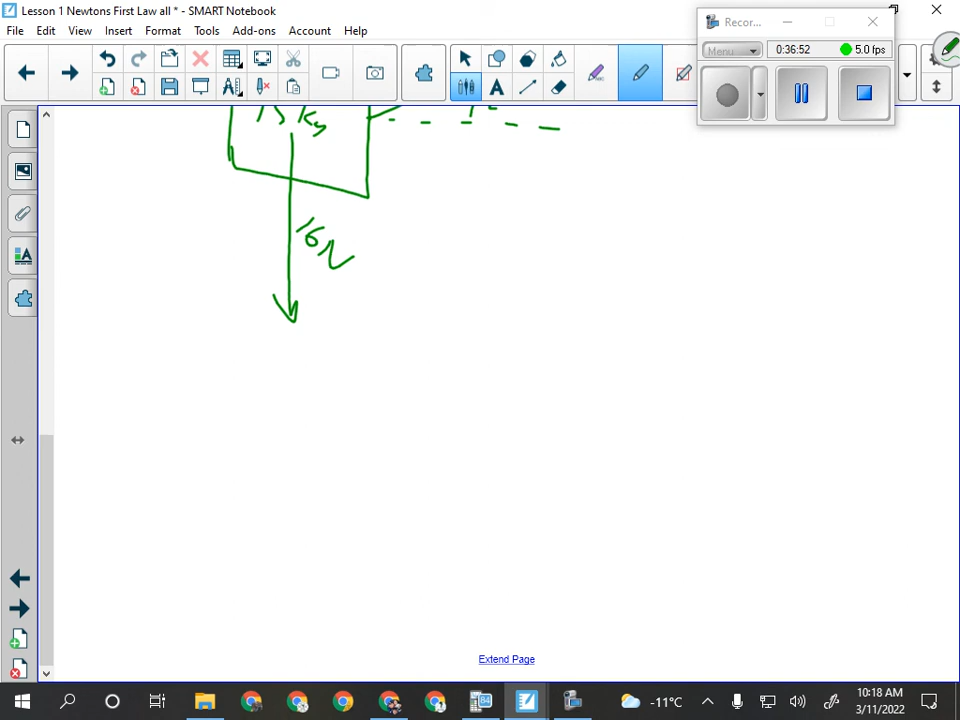 Lesson 1 Newtons First Law all * - SMART Notebook
File Edit View Insert Format Tools Add-ons Account Help
Recor...
Menu
0:36:52
5.0 fps
15 kg
16N
Extend Page
-11°C
10:18 AM
3/11/2022